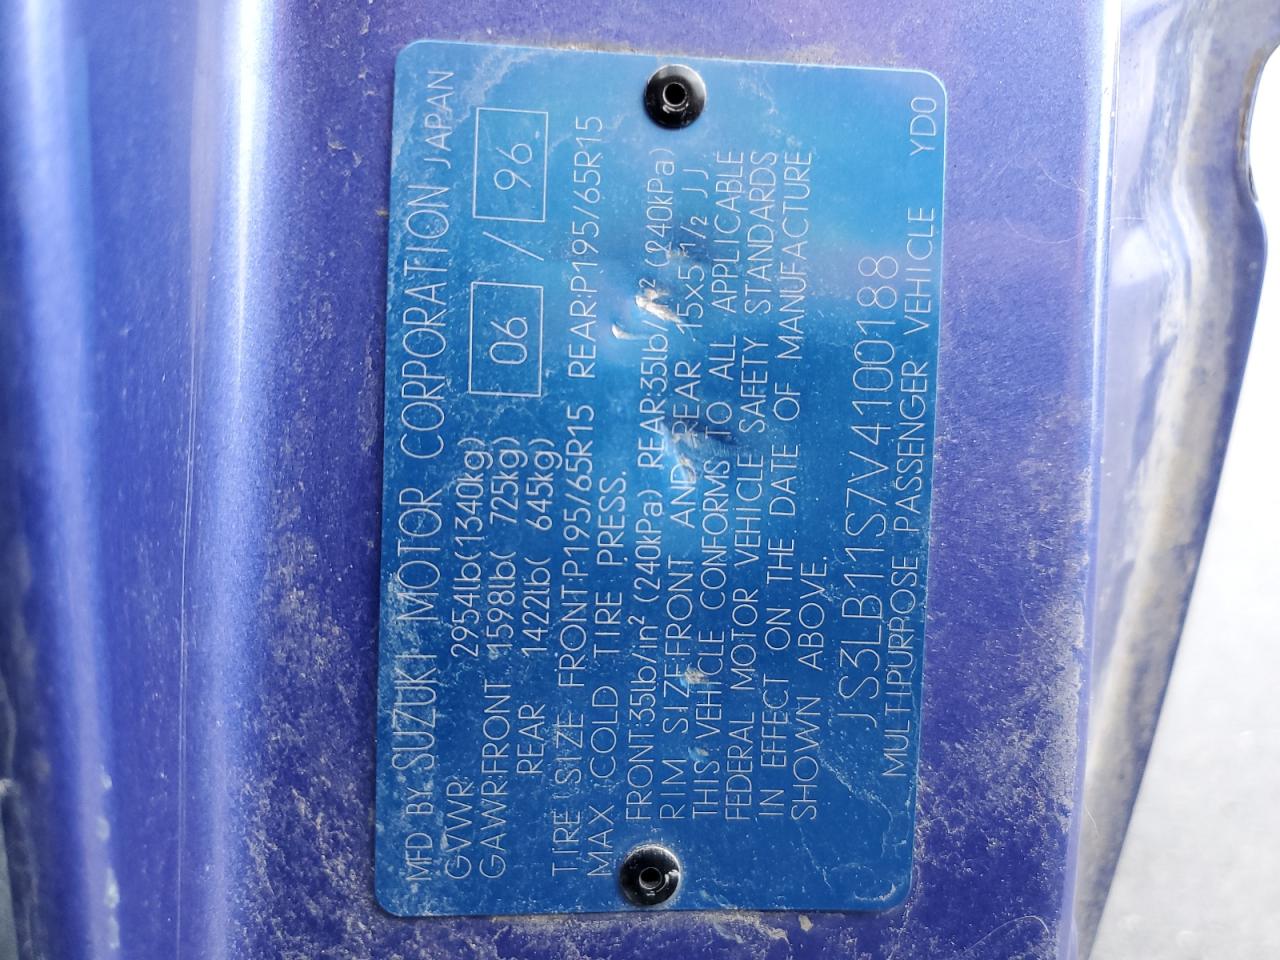 MFD BY:SUZUKI MOTOR CORPORATION JAPAN
GVWR: 2954lb(1340kg)
GAWR:FRONT 1598lb( 725kg) 06 / 96
REAR 1422lb( 645kg)
TIRE SIZE FRONT:P195/65R15 REAR:P195/65R15
MAX COLD TIRE PRESS.
FRONT:35lb/in² (240kPa) REAR:35lb/in² (240kPa)
RIM SIZE:FRONT AND REAR 15x5 1/2 JJ
THIS VEHICLE CONFORMS TO ALL APPLICABLE
FEDERAL MOTOR VEHICLE SAFETY STANDARDS
IN EFFECT ON THE DATE OF MANUFACTURE
SHOWN ABOVE.
JS3LB11S7V4100188
MULTIPURPOSE PASSENGER VEHICLE YD0